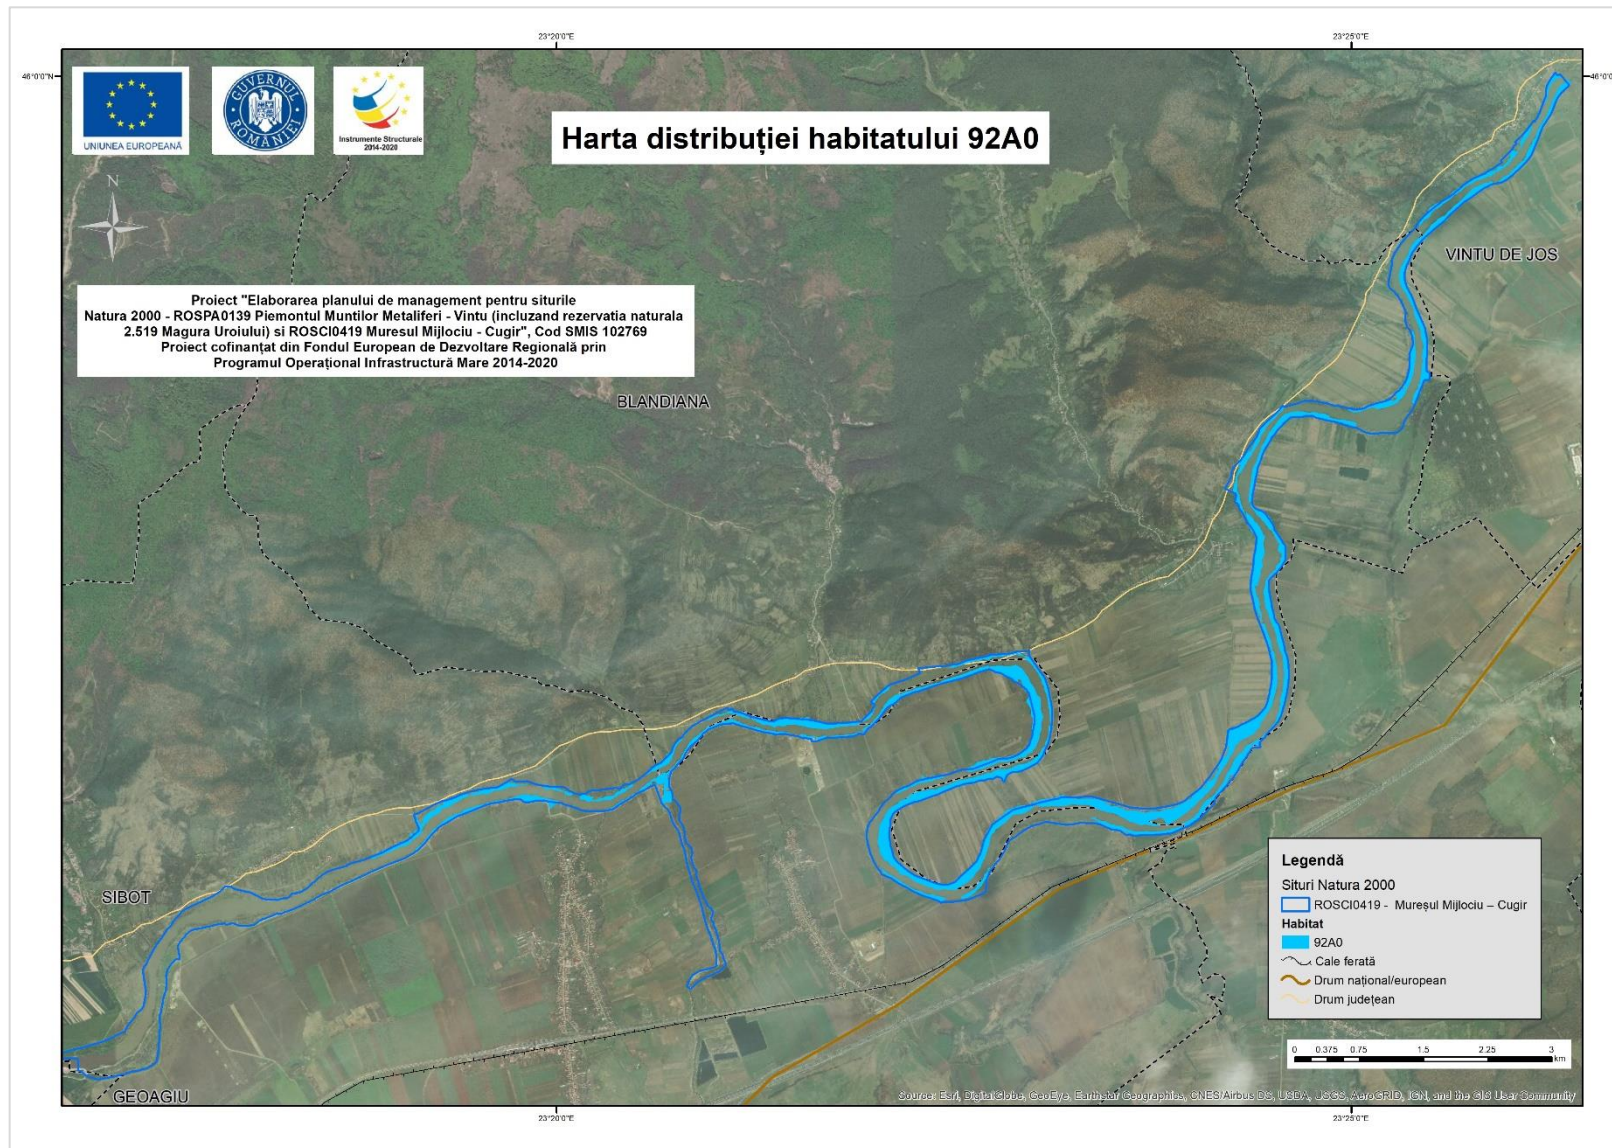 23°20'0"E
23°25'0"E
46°0'0"N
UNIUNEA EUROPEANĂ
GUVERNUL ROMÂNIEI
Instrumente Structurale
2014-2020
Harta distribuției habitatului 92A0
N
VINTU DE JOS
Proiect "Elaborarea planului de management pentru siturile
Natura 2000 - ROSPA0139 Piemontul Muntilor Metaliferi - Vintu (incluzand rezervatia naturala
2.519 Magura Uroiului) si ROSCI0419 Muresul Mijlociu - Cugir", Cod SMIS 102769
Proiect cofinanțat din Fondul European de Dezvoltare Regională prin
Programul Operațional Infrastructură Mare 2014-2020
BLANDIANA
SIBOT
GEOAGIU
Legendă
Situri Natura 2000
ROSCI0419 - Mureșul Mijlociu – Cugir
Habitat
92A0
Cale ferată
Drum național/european
Drum județean
0 0.375 0.75 1.5 2.25 3
km
Source: Esri, DigitalGlobe, GeoEye, Earthstar Geographics, CNES/Airbus DS, USDA, USGS, AeroGRID, IGN, and the GIS User Community
23°20'0"E
23°25'0"E